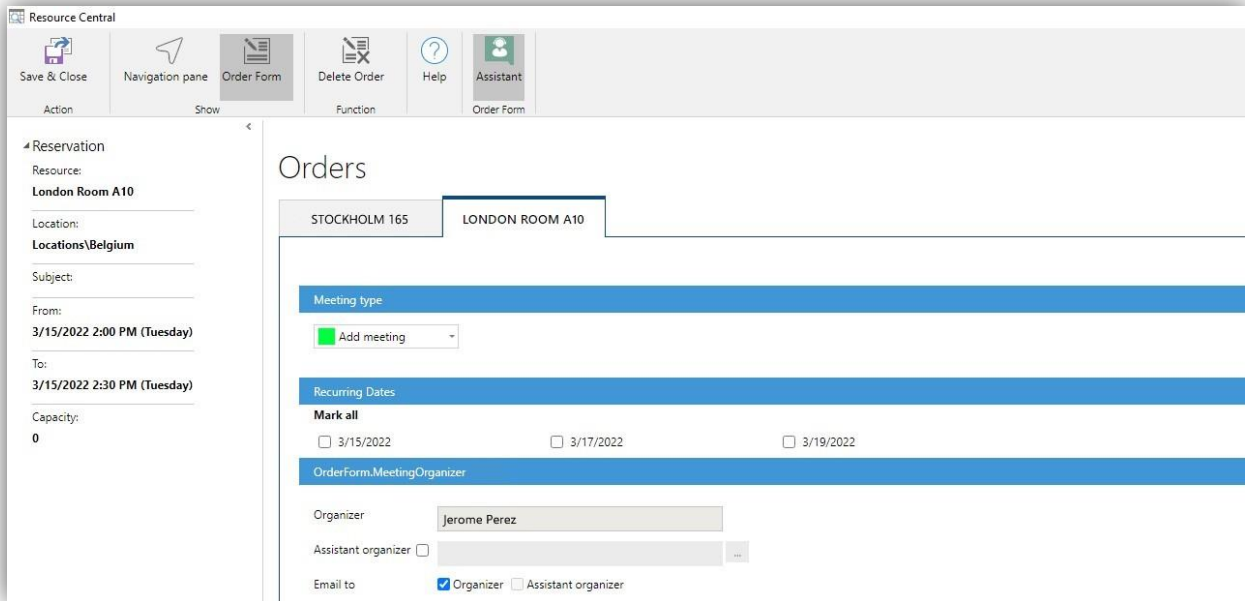 Resource Central
Save & Close Navigation pane Order Form Delete Order Help Assistant
Action Show Function Order Form
Reservation
Resource:
London Room A10
Location:
Locations\Belgium
Subject:
From:
3/15/2022 2:00 PM (Tuesday)
To:
3/15/2022 2:30 PM (Tuesday)
Capacity:
0
Orders
STOCKHOLM 165 LONDON ROOM A10
Meeting type
Add meeting
Recurring Dates
Mark all
3/15/2022 3/17/2022 3/19/2022
OrderForm.MeetingOrganizer
Organizer Jerome Perez
Assistant organizer ...
Email to Organizer Assistant organizer